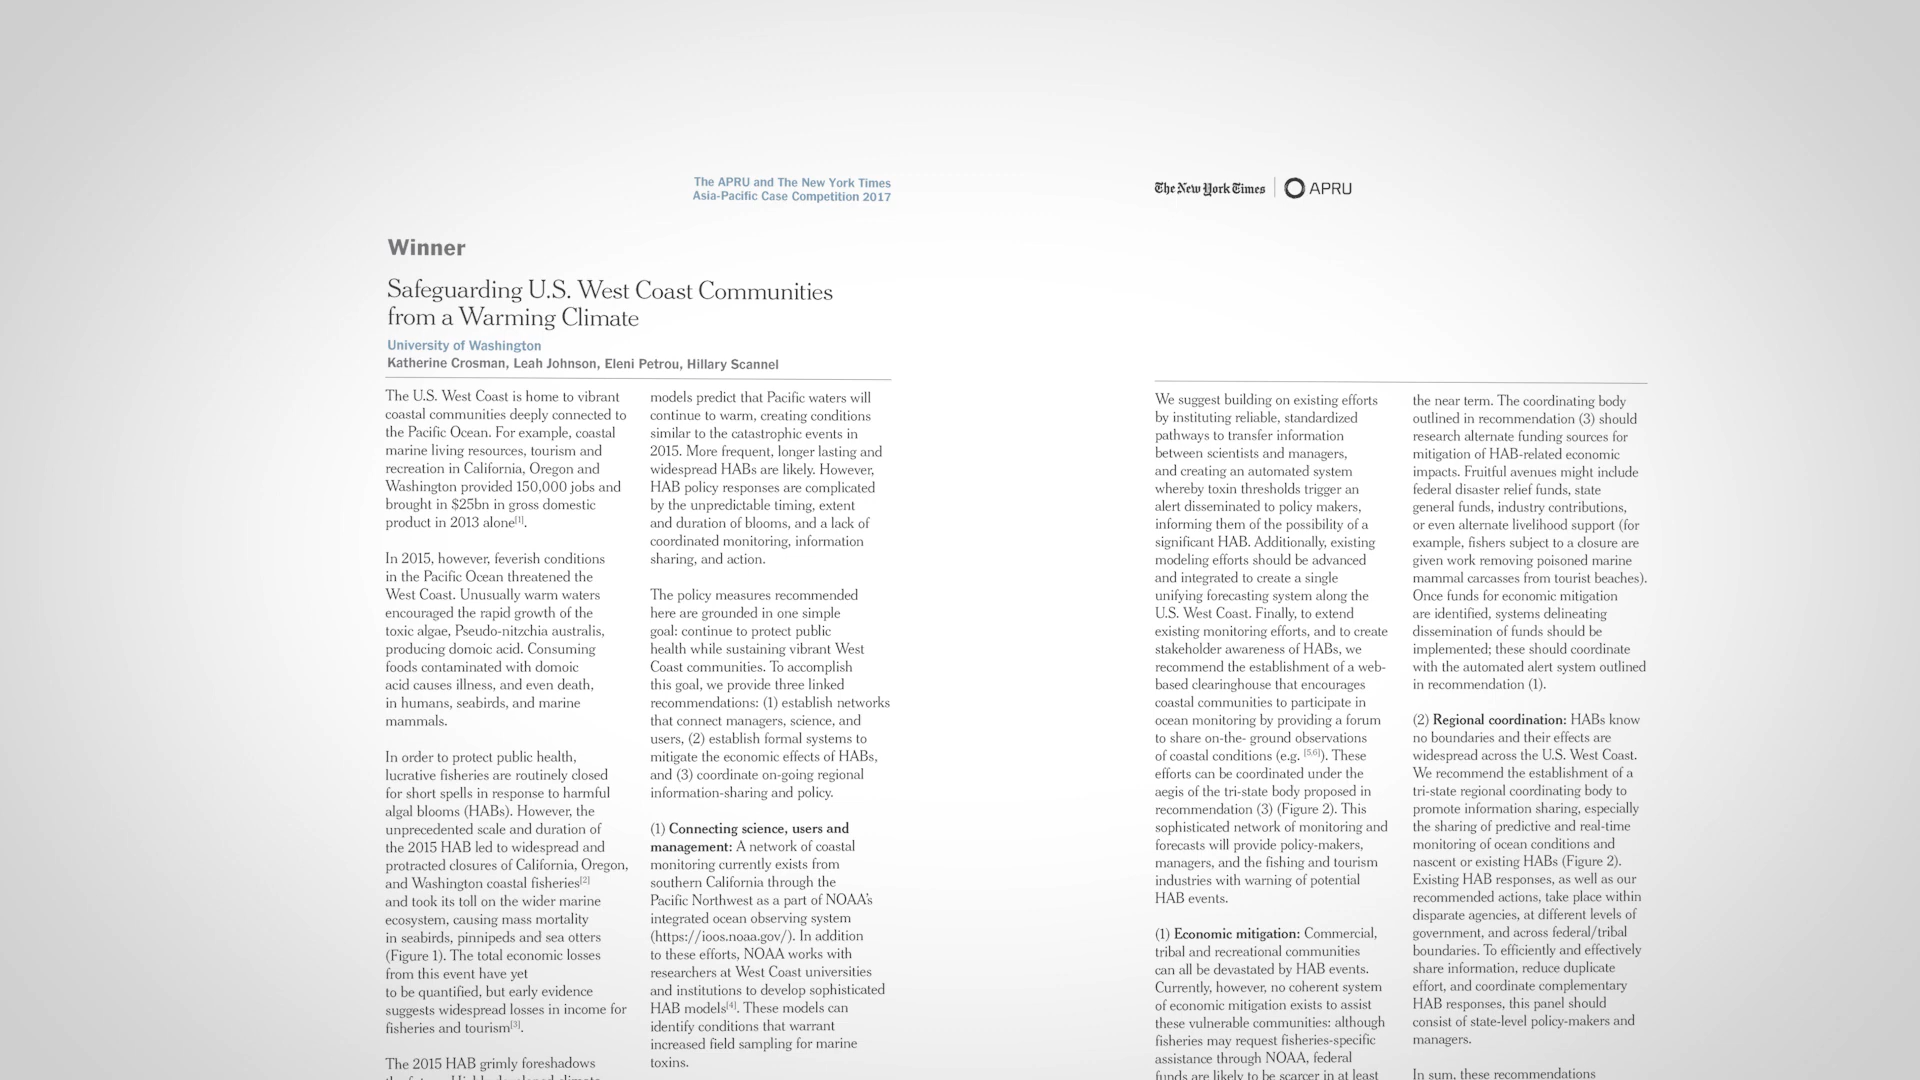 The APRU and The New York Times
Asia-Pacific Case Competition 2017
The New York Times
APRU
Winner
Safeguarding U.S. West Coast Communities
from a Warming Climate
University of Washington
Katherine Crosman, Leah Johnson, Eleni Petrou, Hillary Scannel
The U.S. West Coast is home to vibrant
coastal communities deeply connected to
the Pacific Ocean. For example, coastal
marine living resources, tourism and
recreation in California, Oregon and
Washington provided 150,000 jobs and
brought in $25bn in gross domestic
product in 2013 alone[1].
In 2015, however, feverish conditions
in the Pacific Ocean threatened the
West Coast. Unusually warm waters
encouraged the rapid growth of the
toxic algae, Pseudo-nitzchia australis,
producing domoic acid. Consuming
foods contaminated with domoic
acid causes illness, and even death,
in humans, seabirds, and marine
mammals.
In order to protect public health,
lucrative fisheries are routinely closed
for short spells in response to harmful
algal blooms (HABs). However, the
unprecedented scale and duration of
the 2015 HAB led to widespread and
protracted closures of California, Oregon,
and Washington coastal fisheries[2]
and took its toll on the wider marine
ecosystem, causing mass mortality
in seabirds, pinnipeds and sea otters
(Figure 1). The total economic losses
from this event have yet
to be quantified, but early evidence
suggests widespread losses in income for
fisheries and tourism[3].
The 2015 HAB grimly foreshadows
models predict that Pacific waters will
continue to warm, creating conditions
similar to the catastrophic events in
2015. More frequent, longer lasting and
widespread HABs are likely. However,
HAB policy responses are complicated
by the unpredictable timing, extent
and duration of blooms, and a lack of
coordinated monitoring, information
sharing, and action.
The policy measures recommended
here are grounded in one simple
goal: continue to protect public
health while sustaining vibrant West
Coast communities. To accomplish
this goal, we provide three linked
recommendations: (1) establish networks
that connect managers, science, and
users, (2) establish formal systems to
mitigate the economic effects of HABs,
and (3) coordinate on-going regional
information-sharing and policy.
(1) Connecting science, users and
management: A network of coastal
monitoring currently exists from
southern California through the
Pacific Northwest as a part of NOAA's
integrated ocean observing system
(https://ioos.noaa.gov/). In addition
to these efforts, NOAA works with
researchers at West Coast universities
and institutions to develop sophisticated
HAB models[4]. These models can
identify conditions that warrant
increased field sampling for marine
toxins.
We suggest building on existing efforts
by instituting reliable, standardized
pathways to transfer information
between scientists and managers,
and creating an automated system
whereby toxin thresholds trigger an
alert disseminated to policy makers,
informing them of the possibility of a
significant HAB. Additionally, existing
modeling efforts should be advanced
and integrated to create a single
unifying forecasting system along the
U.S. West Coast. Finally, to extend
existing monitoring efforts, and to create
stakeholder awareness of HABs, we
recommend the establishment of a web-
based clearinghouse that encourages
coastal communities to participate in
ocean monitoring by providing a forum
to share on-the- ground observations
of coastal conditions (e.g. [5,6]). These
efforts can be coordinated under the
aegis of the tri-state body proposed in
recommendation (3) (Figure 2). This
sophisticated network of monitoring and
forecasts will provide policy-makers,
managers, and the fishing and tourism
industries with warning of potential
HAB events.
(1) Economic mitigation: Commercial,
tribal and recreational communities
can all be devastated by HAB events.
Currently, however, no coherent system
of economic mitigation exists to assist
these vulnerable communities: although
fisheries may request fisheries-specific
assistance through NOAA, federal
funds are likely to be scarcer in at least
the near term. The coordinating body
outlined in recommendation (3) should
research alternate funding sources for
mitigation of HAB-related economic
impacts. Fruitful avenues might include
federal disaster relief funds, state
general funds, industry contributions,
or even alternate livelihood support (for
example, fishers subject to a closure are
given work removing poisoned marine
mammal carcasses from tourist beaches).
Once funds for economic mitigation
are identified, systems delineating
dissemination of funds should be
implemented; these should coordinate
with the automated alert system outlined
in recommendation (1).
(2) Regional coordination: HABs know
no boundaries and their effects are
widespread across the U.S. West Coast.
We recommend the establishment of a
tri-state regional coordinating body to
promote information sharing, especially
the sharing of predictive and real-time
monitoring of ocean conditions and
nascent or existing HABs (Figure 2).
Existing HAB responses, as well as our
recommended actions, take place within
disparate agencies, at different levels of
government, and across federal/tribal
boundaries. To efficiently and effectively
share information, reduce duplicate
effort, and coordinate complementary
HAB responses, this panel should
consist of state-level policy-makers and
managers.
In sum, these recommendations